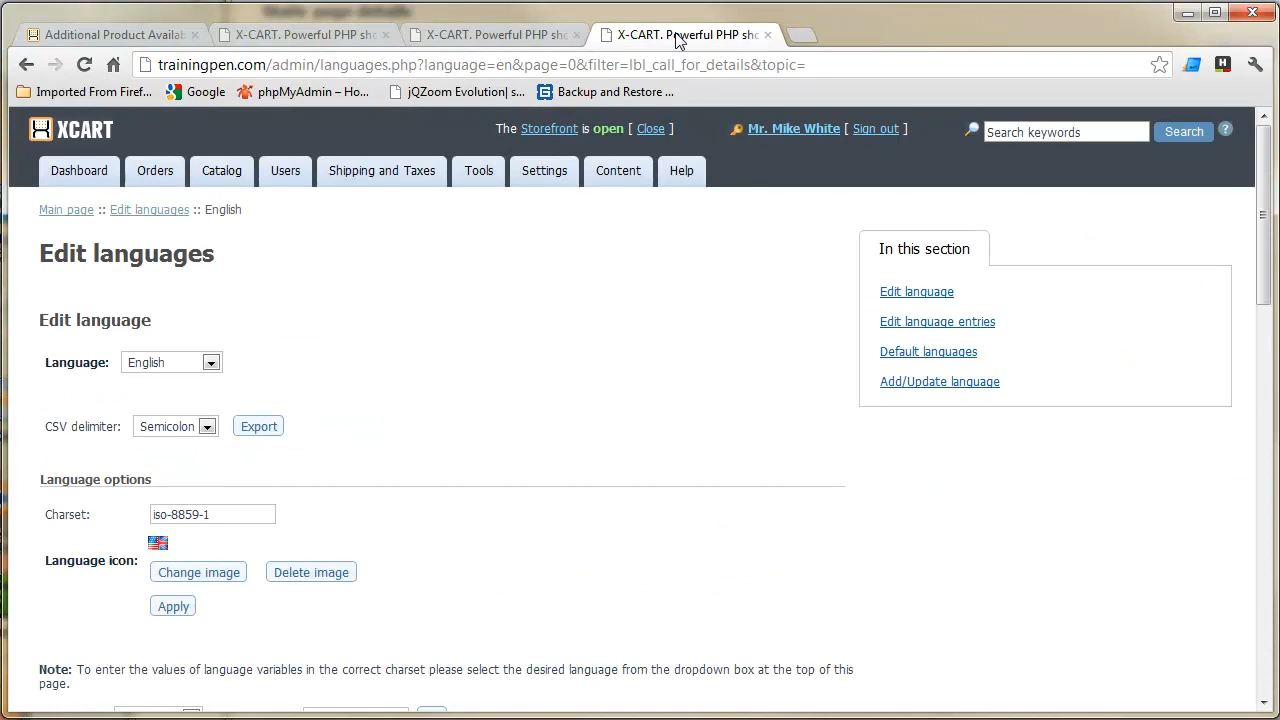 Additional Product Availab
X-CART. Powerful PHP sho
X-CART. Powerful PHP sho
X-CART. Powerful PHP sho
trainingpen.com/admin/languages.php?language=en&page=0&filter=lbl_call_for_details&topic=
Imported From Firef...
Google
phpMyAdmin – Ho...
jQZoom Evolution| s...
Backup and Restore ...
XCART
The Storefront is open [ Close ]
Mr. Mike White [ Sign out ]
Search keywords
Search
?
Dashboard
Orders
Catalog
Users
Shipping and Taxes
Tools
Settings
Content
Help
Main page :: Edit languages :: English
Edit languages
In this section
Edit language
Edit language entries
Default languages
Add/Update language
Edit language
Language: English
CSV delimiter: Semicolon Export
Language options
Charset: iso-8859-1
Language icon:
Change image Delete image
Apply
Note: To enter the values of language variables in the correct charset please select the desired language from the dropdown box at the top of this
page.